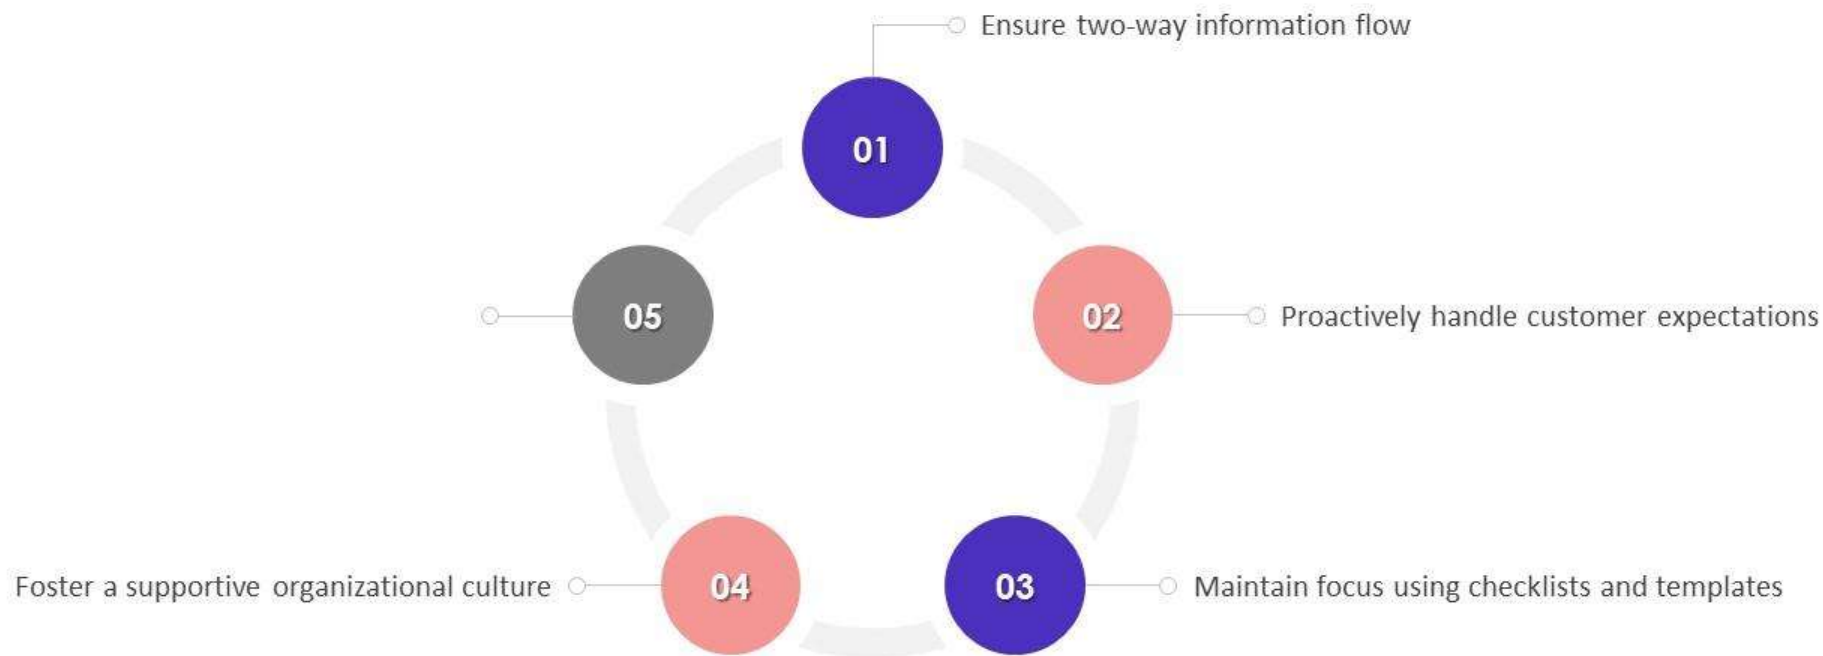 Ensure two-way information flow
01
05
02
Proactively handle customer expectations
Foster a supportive organizational culture
04
03
Maintain focus using checklists and templates